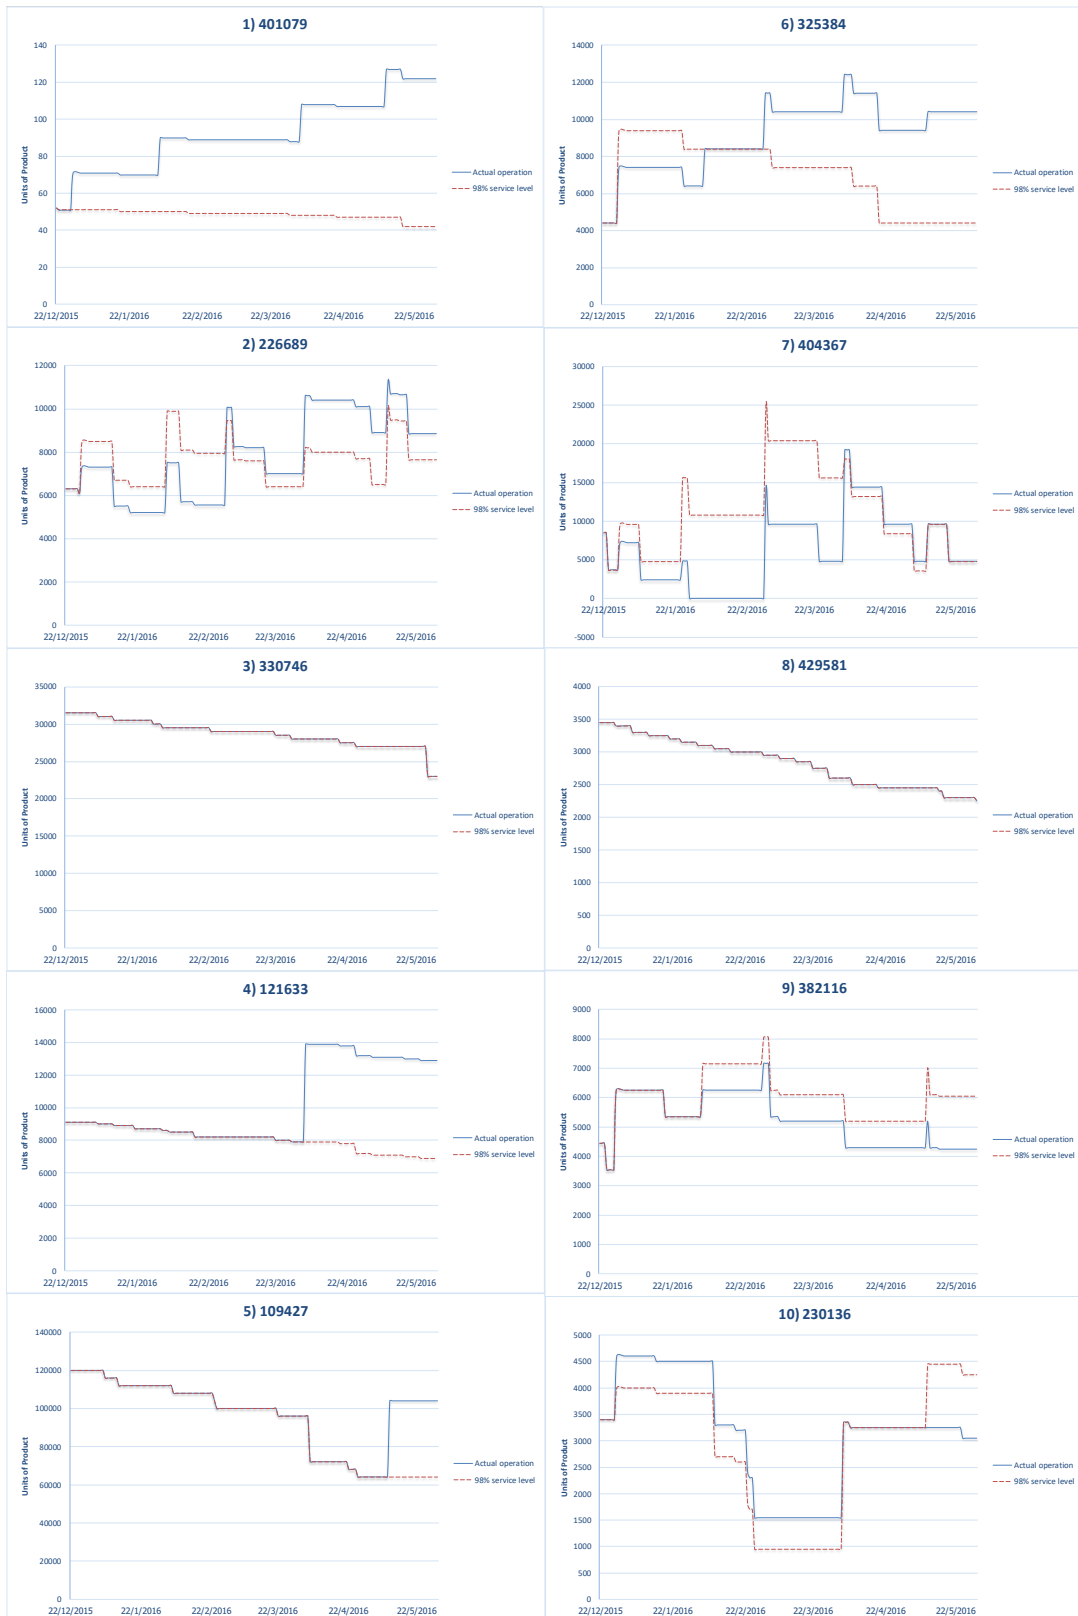 1) 401079
140
120
100
80
60
40
20
0
Units of Product
22/12/2015 22/1/2016 22/2/2016 22/3/2016 22/4/2016 22/5/2016
Actual operation
98% service level
6) 325384
14000
12000
10000
8000
6000
4000
2000
0
Units of Product
22/12/2015 22/1/2016 22/2/2016 22/3/2016 22/4/2016 22/5/2016
Actual operation
98% service level
2) 226689
12000
10000
8000
6000
4000
2000
0
Units of Product
22/12/2015 22/1/2016 22/2/2016 22/3/2016 22/4/2016 22/5/2016
Actual operation
98% service level
7) 404367
30000
25000
20000
15000
10000
5000
0
-5000
Units of Product
22/12/2015 22/1/2016 22/2/2016 22/3/2016 22/4/2016 22/5/2016
Actual operation
98% service level
3) 330746
35000
30000
25000
20000
15000
10000
5000
0
Units of Product
22/12/2015 22/1/2016 22/2/2016 22/3/2016 22/4/2016 22/5/2016
Actual operation
98% service level
8) 429581
4000
3500
3000
2500
2000
1500
1000
500
0
Units of Product
22/12/2015 22/1/2016 22/2/2016 22/3/2016 22/4/2016 22/5/2016
Actual operation
98% service level
4) 121633
16000
14000
12000
10000
8000
6000
4000
2000
0
Units of Product
22/12/2015 22/1/2016 22/2/2016 22/3/2016 22/4/2016 22/5/2016
Actual operation
98% service level
9) 382116
9000
8000
7000
6000
5000
4000
3000
2000
1000
0
Units of Product
22/12/2015 22/1/2016 22/2/2016 22/3/2016 22/4/2016 22/5/2016
Actual operation
98% service level
5) 109427
140000
120000
100000
80000
60000
40000
20000
0
Units of Product
22/12/2015 22/1/2016 22/2/2016 22/3/2016 22/4/2016 22/5/2016
Actual operation
98% service level
10) 230136
5000
4500
4000
3500
3000
2500
2000
1500
1000
500
0
Units of Product
22/12/2015 22/1/2016 22/2/2016 22/3/2016 22/4/2016 22/5/2016
Actual operation
98% service level